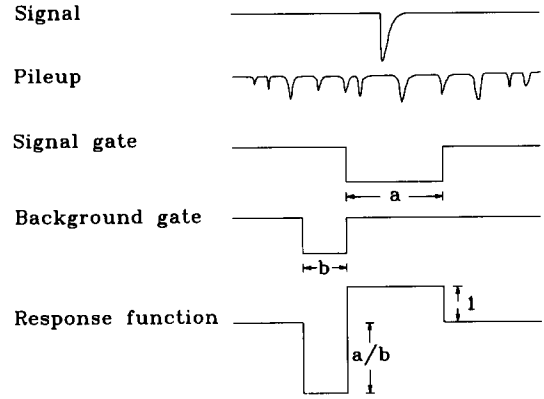 Signal
Pileup
Signal gate
a
Background gate
b
Response function
1
a/b